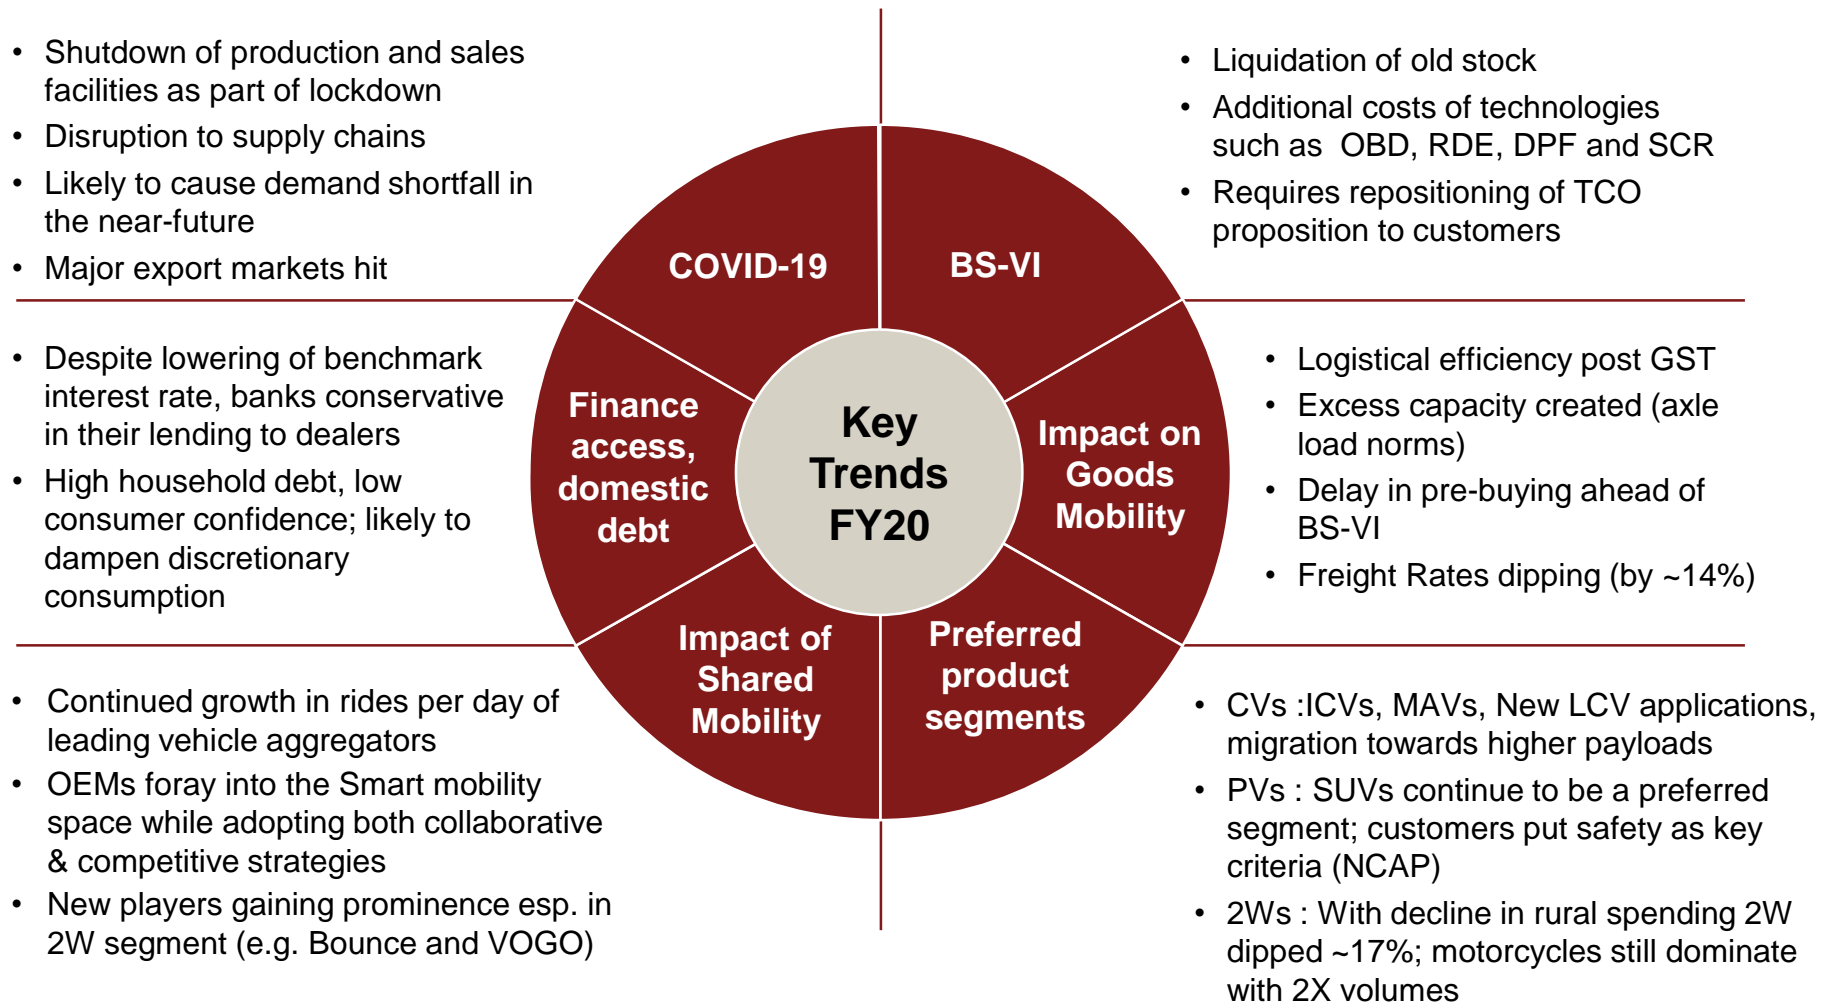 • Shutdown of production and sales
facilities as part of lockdown
• Disruption to supply chains
• Likely to cause demand shortfall in
the near-future
• Major export markets hit
• Liquidation of old stock
• Additional costs of technologies
such as  OBD, RDE, DPF and SCR
• Requires repositioning of TCO
proposition to customers
COVID-19
BS-VI
• Despite lowering of benchmark
interest rate, banks conservative
in their lending to dealers
• High household debt, low
consumer confidence; likely to
dampen discretionary
consumption
Finance
access,
domestic
debt
Key
Trends
FY20
Impact on
Goods
Mobility
• Logistical efficiency post GST
• Excess capacity created (axle
load norms)
• Delay in pre-buying ahead of
BS-VI
• Freight Rates dipping (by ~14%)
Impact of
Shared
Mobility
Preferred
product
segments
• Continued growth in rides per day of
leading vehicle aggregators
• OEMs foray into the Smart mobility
space while adopting both collaborative
& competitive strategies
• New players gaining prominence esp. in
2W segment (e.g. Bounce and VOGO)
• CVs :ICVs, MAVs, New LCV applications,
migration towards higher payloads
• PVs : SUVs continue to be a preferred
segment; customers put safety as key
criteria (NCAP)
• 2Ws : With decline in rural spending 2W
dipped ~17%; motorcycles still dominate
with 2X volumes